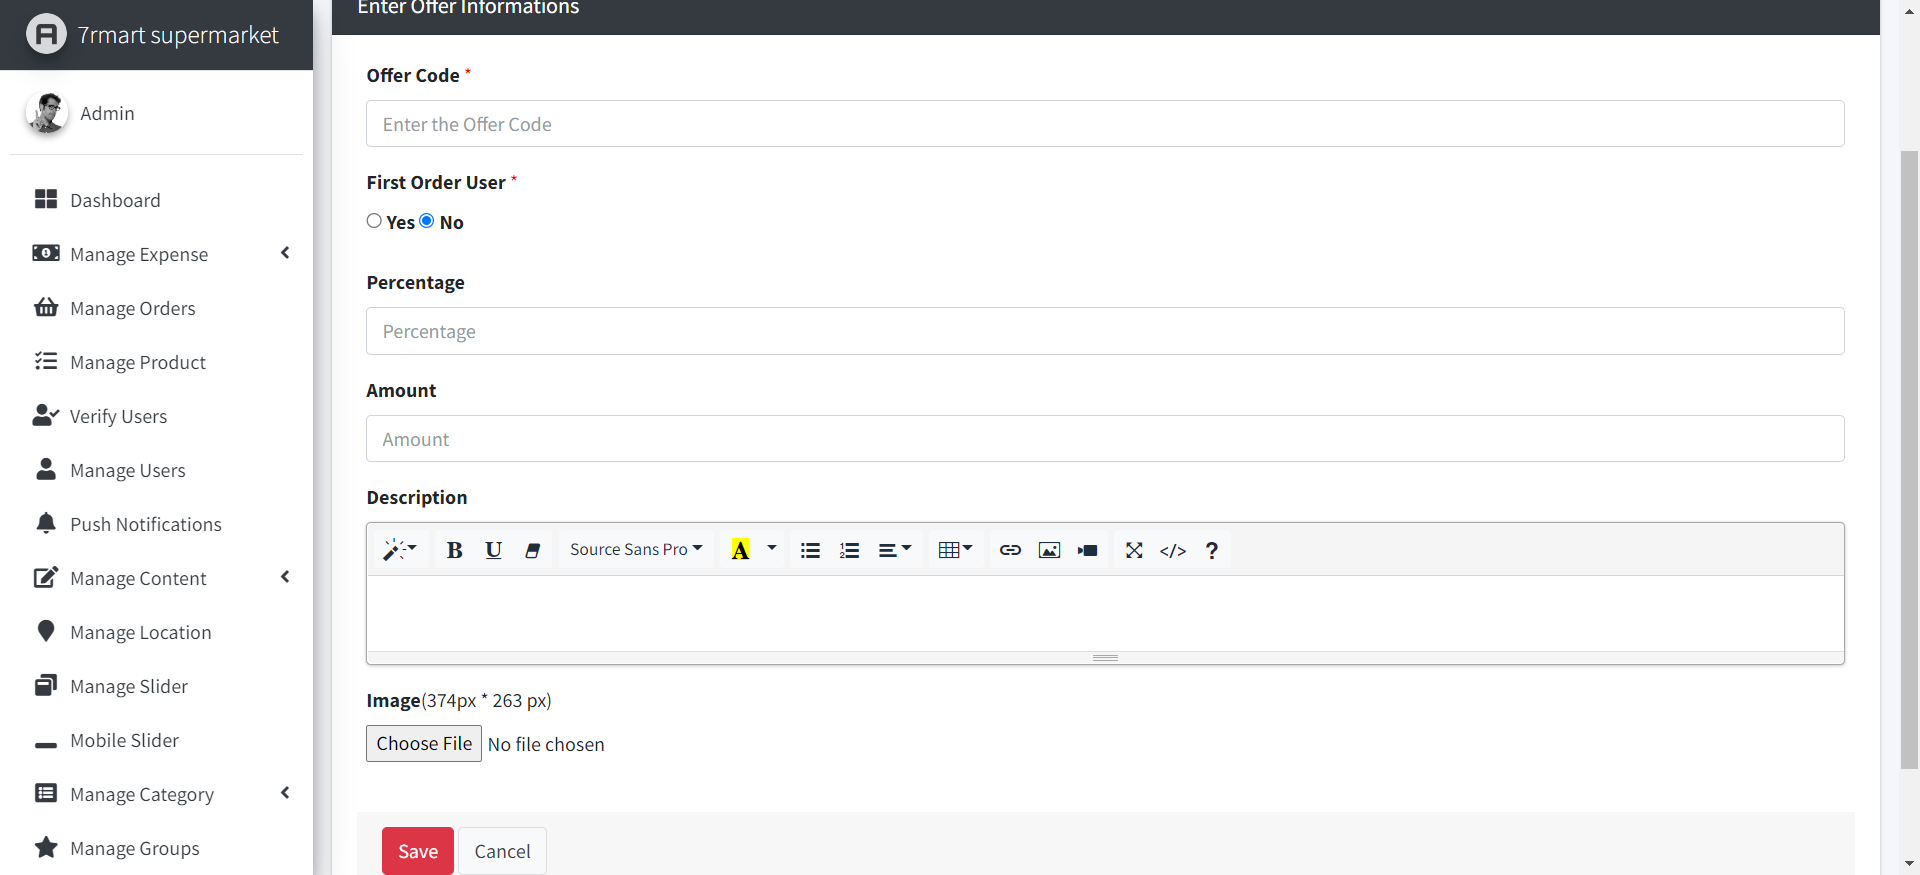 7rmart supermarket
Admin
Dashboard
Manage Expense
Manage Orders
Manage Product
Verify Users
Manage Users
Push Notifications
Manage Content
Manage Location
Manage Slider
Mobile Slider
Manage Category
Manage Groups
Enter Offer Informations
Offer Code *
Enter the Offer Code
First Order User *
Yes No
Percentage
Percentage
Amount
Amount
Description
B U Source Sans Pro A </> ?
Image(374px * 263 px)
Choose File No file chosen
Save Cancel